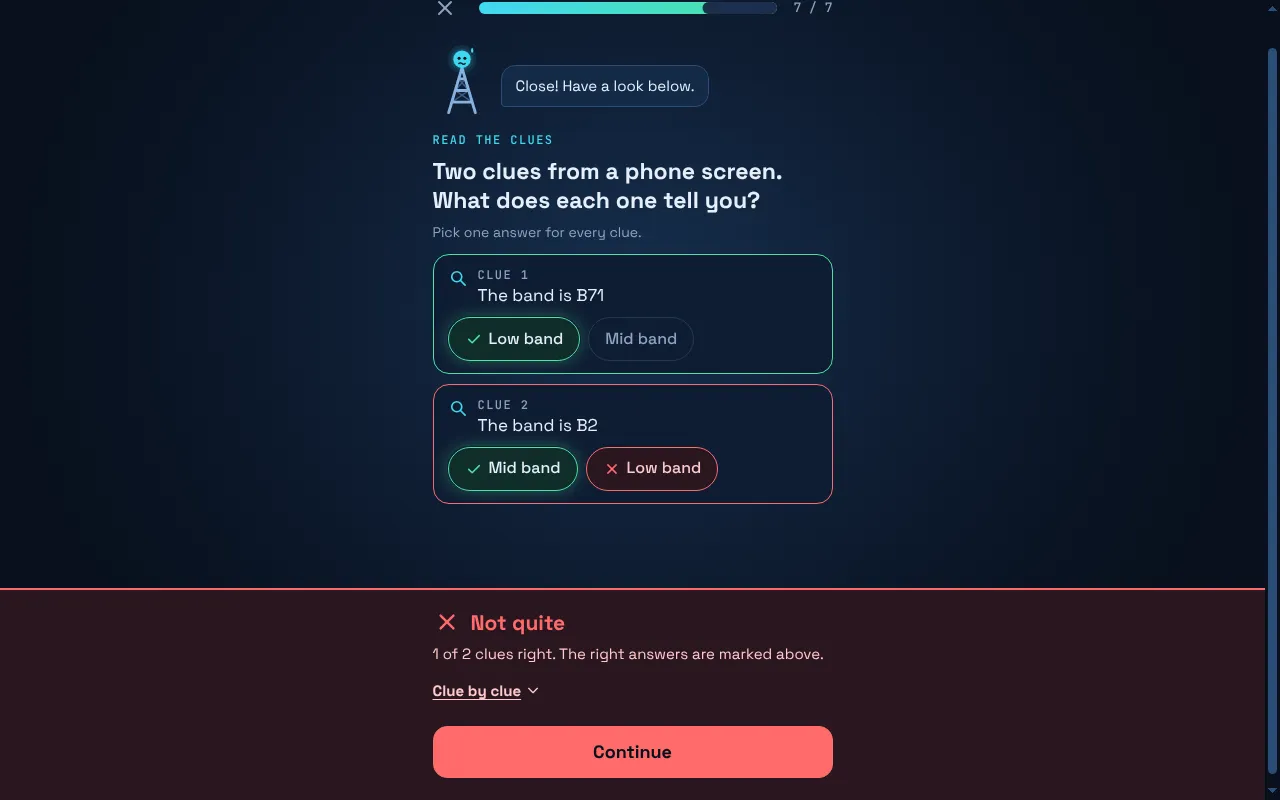 7 / 7
Close! Have a look below.
READ THE CLUES
Two clues from a phone screen.
What does each one tell you?
Pick one answer for every clue.
CLUE 1
The band is B71
Low band
Mid band
CLUE 2
The band is B2
Mid band
Low band
Not quite
1 of 2 clues right. The right answers are marked above.
Clue by clue
Continue